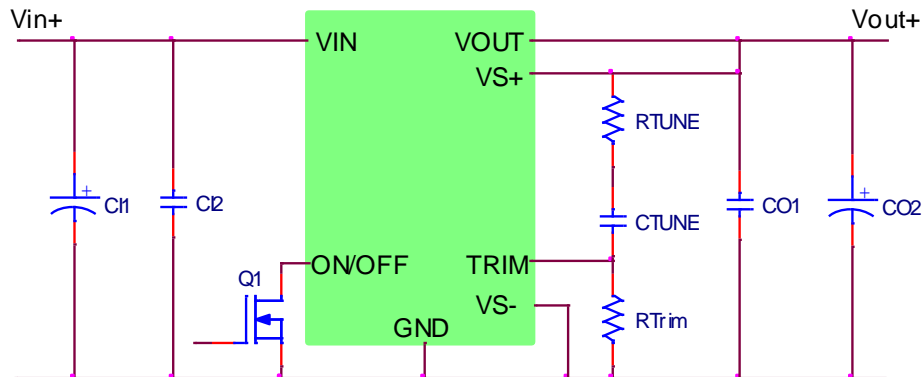 Vin+
Vout+
VIN
VOUT
VS+
RTUNE
+
CI1
CI2
CTUNE
CO1
+
CO2
Q1
ON/OFF
TRIM
VS-
RTrim
GND